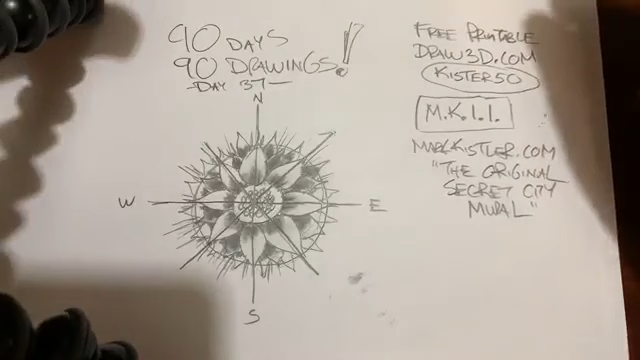 90 DAYS
90 DRAWINGS!
-DAY 37-
N
W
E
S
FREE PRINTABLE
DRAW3D.COM
KISTER50
M.K.I.I.
MARKKISTLER.COM
"THE ORIGINAL
SECRET CITY
MURAL"